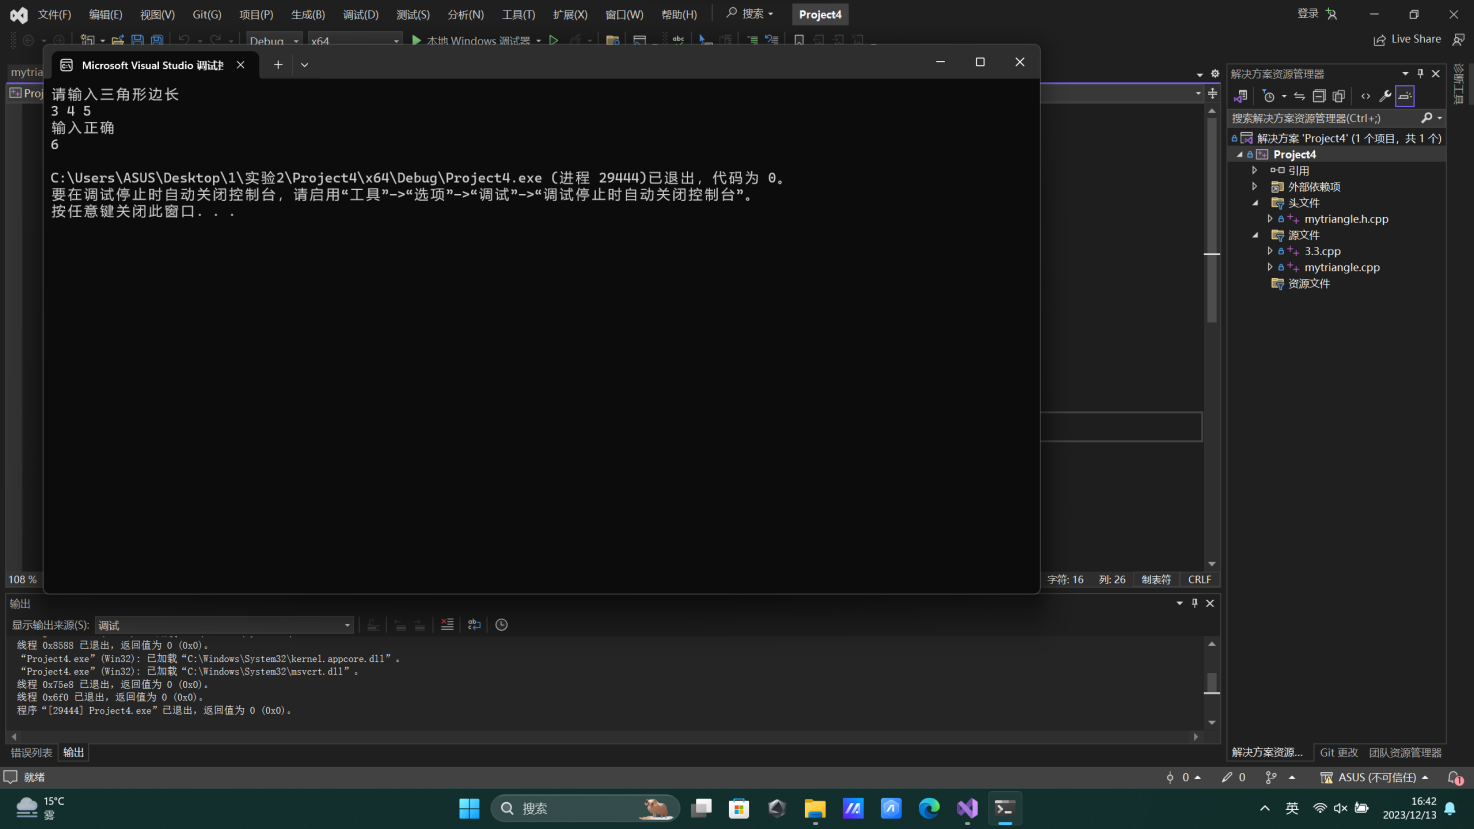 文件(F) 编辑(E) 视图(V) Git(G) 项目(P) 生成(B) 调试(D) 测试(S) 分析(N) 工具(T) 扩展(X) 窗口(W) 帮助(H) 搜索 Project4 登录
Debug x64 本地 Windows 调试器 Live Share
Microsoft Visual Studio 调试
请输入三角形边长
3 4 5
输入正确
6
C:\Users\ASUS\Desktop\1\实验2\Project4\x64\Debug\Project4.exe (进程 29444)已退出，代码为 0。
要在调试停止时自动关闭控制台，请启用“工具”->“选项”->“调试”->“调试停止时自动关闭控制台”。
按任意键关闭此窗口. . .
解决方案资源管理器
搜索解决方案资源管理器(Ctrl+;)
解决方案 'Project4' (1 个项目，共 1 个)
Project4
引用
外部依赖项
头文件
mytriangle.h.cpp
源文件
3.3.cpp
mytriangle.cpp
资源文件
诊断工具
108 % 字符: 16 列: 26 制表符 CRLF
输出
显示输出来源(S): 调试
线程 0x8588 已退出，返回值为 0 (0x0)。
“Project4.exe”(Win32): 已加载“C:\Windows\System32\kernel.appcore.dll”。
“Project4.exe”(Win32): 已加载“C:\Windows\System32\msvcrt.dll”。
线程 0x75e8 已退出，返回值为 0 (0x0)。
线程 0x6f0 已退出，返回值为 0 (0x0)。
程序“[29444] Project4.exe”已退出，返回值为 0 (0x0)。
错误列表 输出
解决方案资源... Git 更改 团队资源管理器
就绪 0 0 ASUS (不可信任) 1
15°C
雾
搜索
英
16:42
2023/12/13